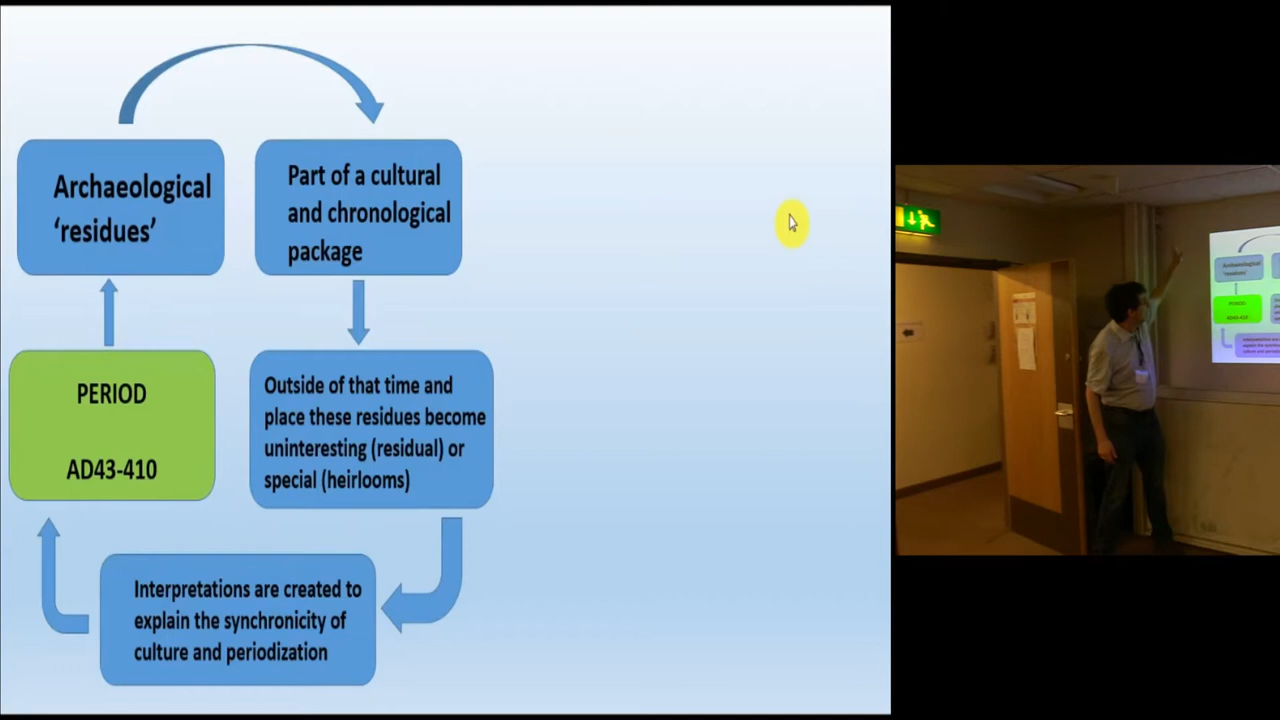 Archaeological
‘residues’
Part of a cultural
and chronological
package
PERIOD
AD43-410
Outside of that time and
place these residues become
uninteresting (residual) or
special (heirlooms)
Interpretations are created to
explain the synchronicity of
culture and periodization